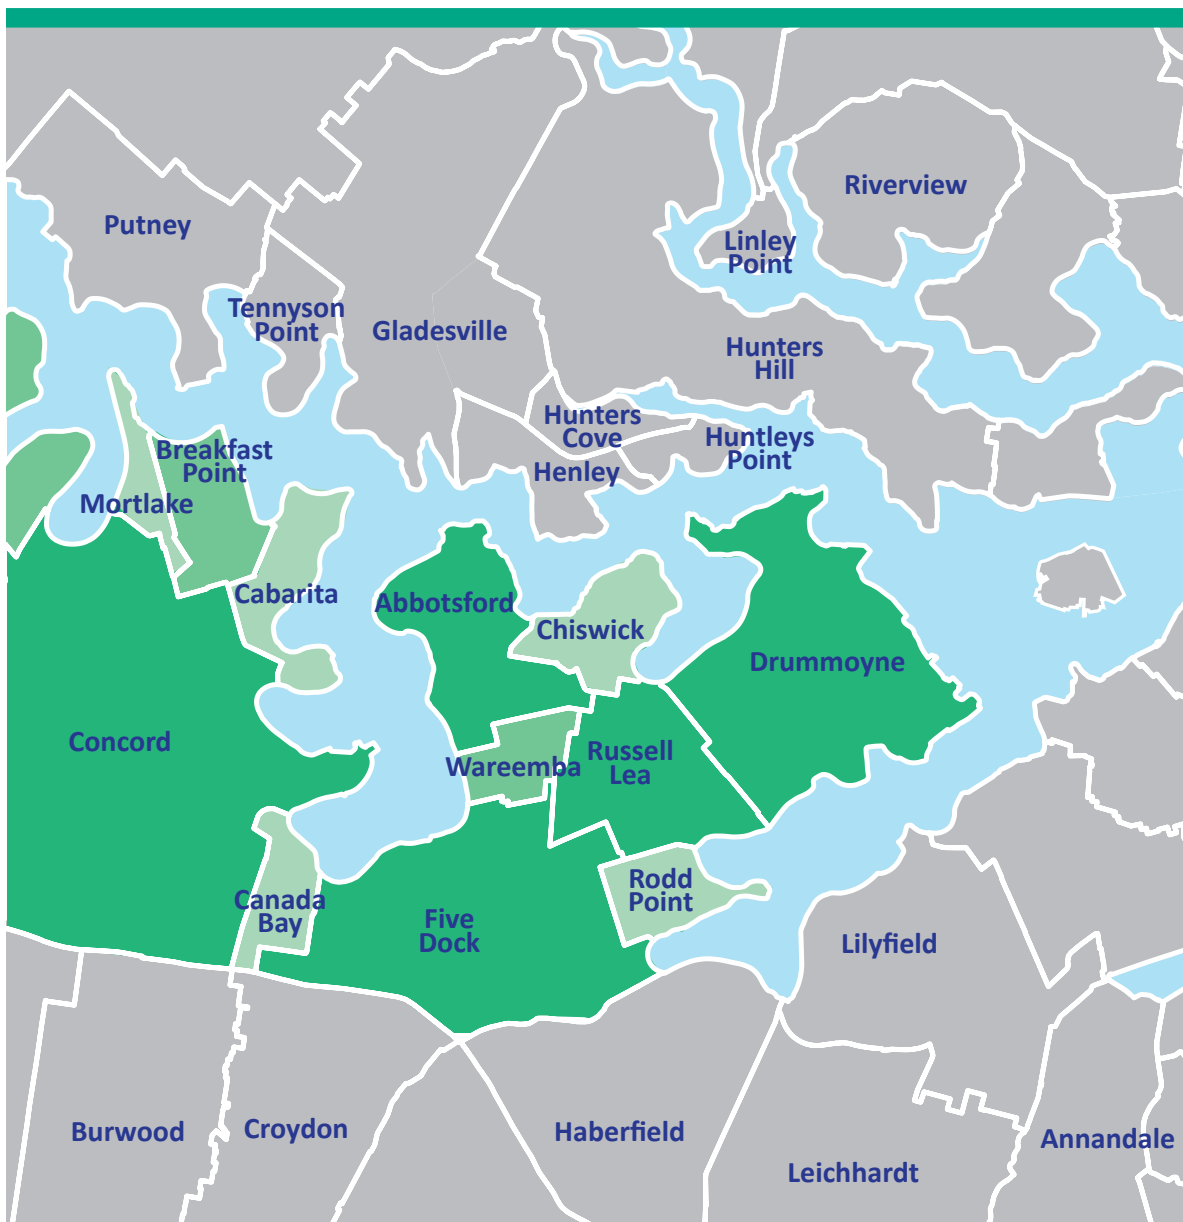 Riverview
Putney
Linley
Point
Tennyson
Point
Gladesville
Hunters
Hill
Hunters
Cove
Huntleys
Point
Breakfast
Point
Henley
Mortlake
Cabarita
Abbotsford
Chiswick
Drummoyne
Concord
Wareemba
Russell
Lea
Rodd
Point
Canada
Bay
Five
Dock
Lilyfield
Burwood
Croydon
Haberfield
Annandale
Leichhardt